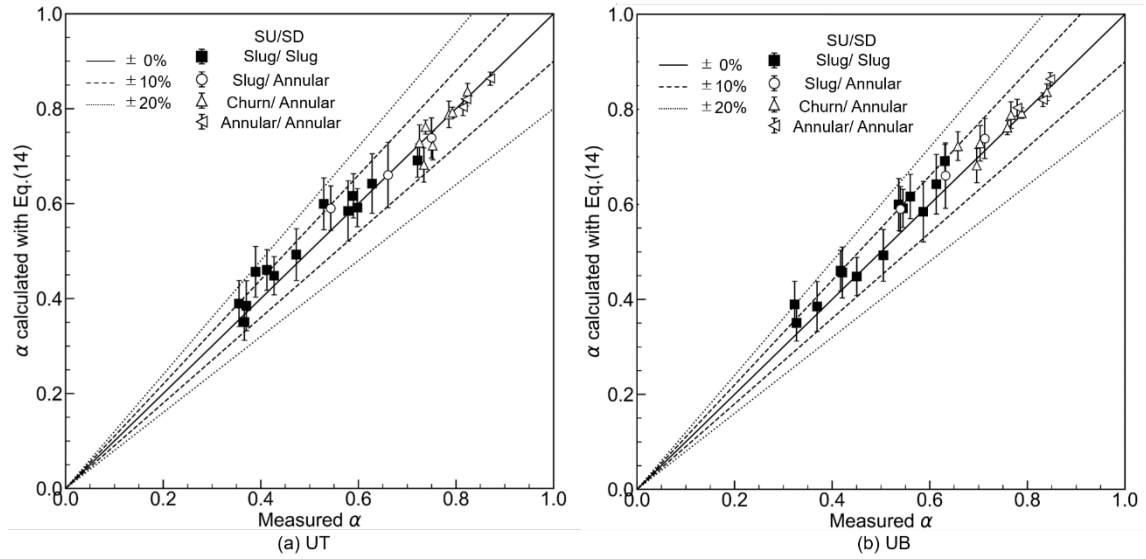 1.0
0.8
0.6
0.4
0.2
0.0
0.0
0.2
0.4
0.6
0.8
1.0
α calculated with Eq.(14)
Measured α
± 0%
±10%
±20%
SU/SD
Slug/ Slug
Slug/ Annular
Churn/ Annular
Annular/ Annular
(a) UT
1.0
0.8
0.6
0.4
0.2
0.0
0.0
0.2
0.4
0.6
0.8
1.0
α calculated with Eq.(14)
Measured α
± 0%
±10%
±20%
SU/SD
Slug/ Slug
Slug/ Annular
Churn/ Annular
Annular/ Annular
(b) UB